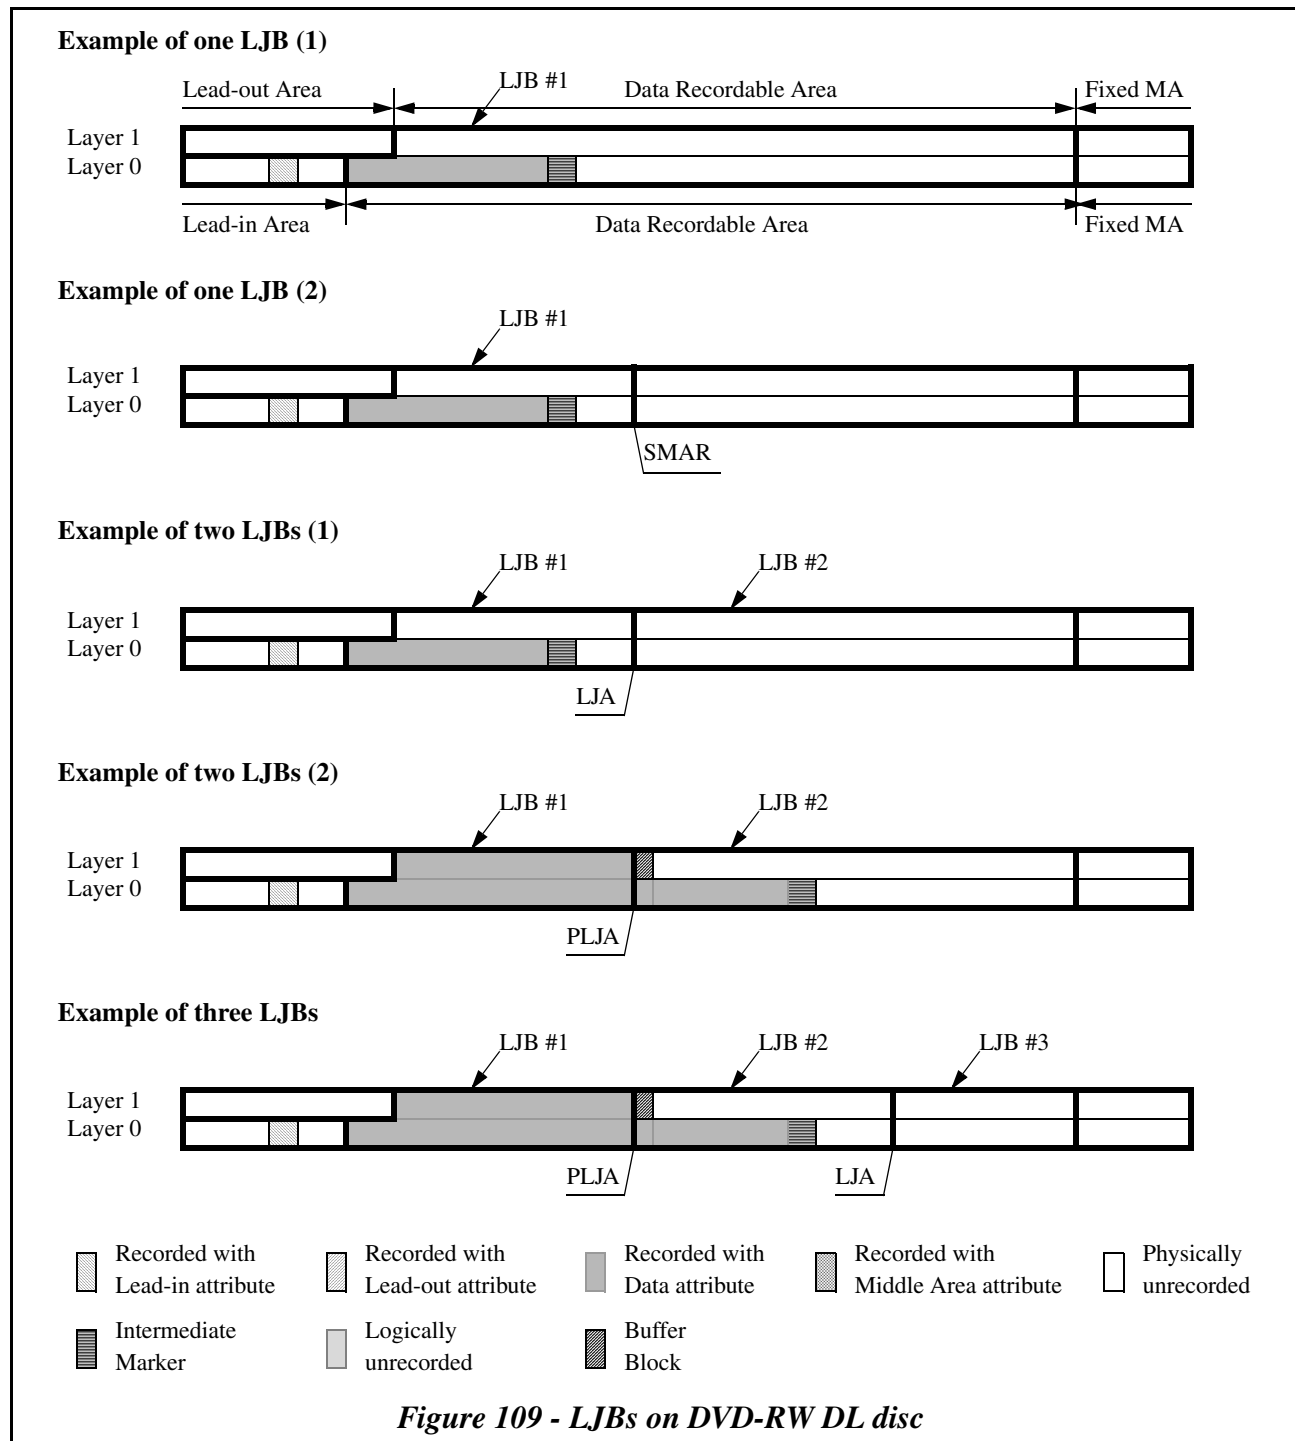 Example of one LJB (1)
LJB #1
Lead-out Area
Data Recordable Area
Fixed MA
Layer 1
Layer 0
Lead-in Area
Data Recordable Area
Fixed MA
Example of one LJB (2)
LJB #1
Layer 1
Layer 0
SMAR
Example of two LJBs (1)
LJB #1
LJB #2
Layer 1
Layer 0
LJA
Example of two LJBs (2)
LJB #1
LJB #2
Layer 1
Layer 0
PLJA
Example of three LJBs
LJB #1
LJB #2
LJB #3
Layer 1
Layer 0
PLJA
LJA
Recorded with
Lead-in attribute
Recorded with
Lead-out attribute
Recorded with
Data attribute
Recorded with
Middle Area attribute
Physically
unrecorded
Intermediate
Marker
Logically
unrecorded
Buffer
Block
Figure 109 - LJBs on DVD-RW DL disc